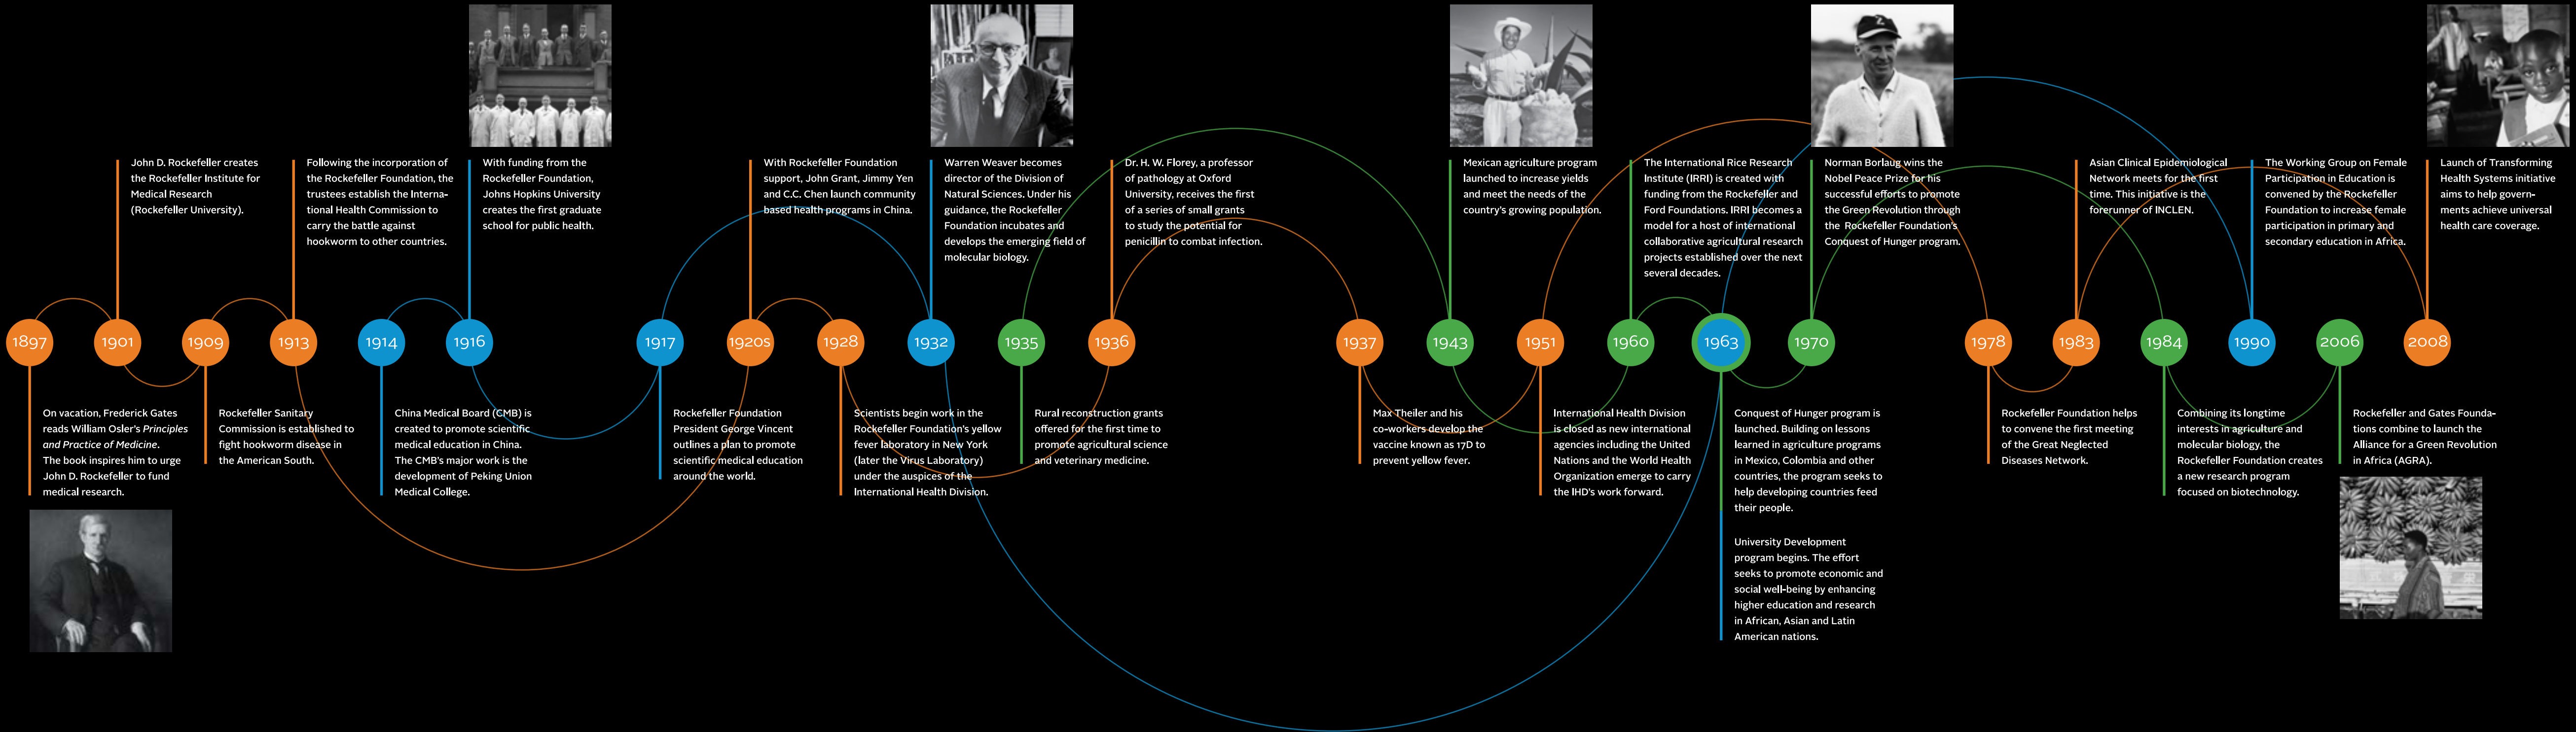 John D. Rockefeller creates
the Rockefeller Institute for
Medical Research
(Rockefeller University).
Following the incorporation of
the Rockefeller Foundation, the
trustees establish the Interna-
tional Health Commission to
carry the battle against
hookworm to other countries.
With funding from the
Rockefeller Foundation,
Johns Hopkins University
creates the first graduate
school for public health.
With Rockefeller Foundation
support, John Grant, Jimmy Yen
and C.C. Chen launch community
based health programs in China.
Warren Weaver becomes
director of the Division of
Natural Sciences. Under his
guidance, the Rockefeller
Foundation incubates and
develops the emerging field of
molecular biology.
Dr. H. W. Florey, a professor
of pathology at Oxford
University, receives the first
of a series of small grants
to study the potential for
penicillin to combat infection.
Mexican agriculture program
launched to increase yields
and meet the needs of the
country's growing population.
The International Rice Research
Institute (IRRI) is created with
funding from the Rockefeller and
Ford Foundations. IRRI becomes a
model for a host of international
collaborative agricultural research
projects established over the next
several decades.
Norman Borlaug wins the
Nobel Peace Prize for his
successful efforts to promote
the Green Revolution through
the Rockefeller Foundation's
Conquest of Hunger program.
Asian Clinical Epidemiological
Network meets for the first
time. This initiative is the
forerunner of INCLEN.
The Working Group on Female
Participation in Education is
convened by the Rockefeller
Foundation to increase female
participation in primary and
secondary education in Africa.
Launch of Transforming
Health Systems initiative
aims to help govern-
ments achieve universal
health care coverage.
1897
1901
1909
1913
1914
1916
1917
1920s
1928
1932
1935
1936
1937
1943
1951
1960
1963
1970
1978
1983
1984
1990
2006
2008
On vacation, Frederick Gates
reads William Osler's Principles
and Practice of Medicine.
The book inspires him to urge
John D. Rockefeller to fund
medical research.
Rockefeller Sanitary
Commission is established to
fight hookworm disease in
the American South.
China Medical Board (CMB) is
created to promote scientific
medical education in China.
The CMB's major work is the
development of Peking Union
Medical College.
Rockefeller Foundation
President George Vincent
outlines a plan to promote
scientific medical education
around the world.
Scientists begin work in the
Rockefeller Foundation's yellow
fever laboratory in New York
(later the Virus Laboratory)
under the auspices of the
International Health Division.
Rural reconstruction grants
offered for the first time to
promote agricultural science
and veterinary medicine.
Max Theiler and his
co-workers develop the
vaccine known as 17D to
prevent yellow fever.
International Health Division
is closed as new international
agencies including the United
Nations and the World Health
Organization emerge to carry
the IHD's work forward.
Conquest of Hunger program is
launched. Building on lessons
learned in agriculture programs
in Mexico, Colombia and other
countries, the program seeks to
help developing countries feed
their people.
University Development
program begins. The effort
seeks to promote economic and
social well-being by enhancing
higher education and research
in African, Asian and Latin
American nations.
Rockefeller Foundation helps
to convene the first meeting
of the Great Neglected
Diseases Network.
Combining its longtime
interests in agriculture and
molecular biology, the
Rockefeller Foundation creates
a new research program
focused on biotechnology.
Rockefeller and Gates Founda-
tions combine to launch the
Alliance for a Green Revolution
in Africa (AGRA).